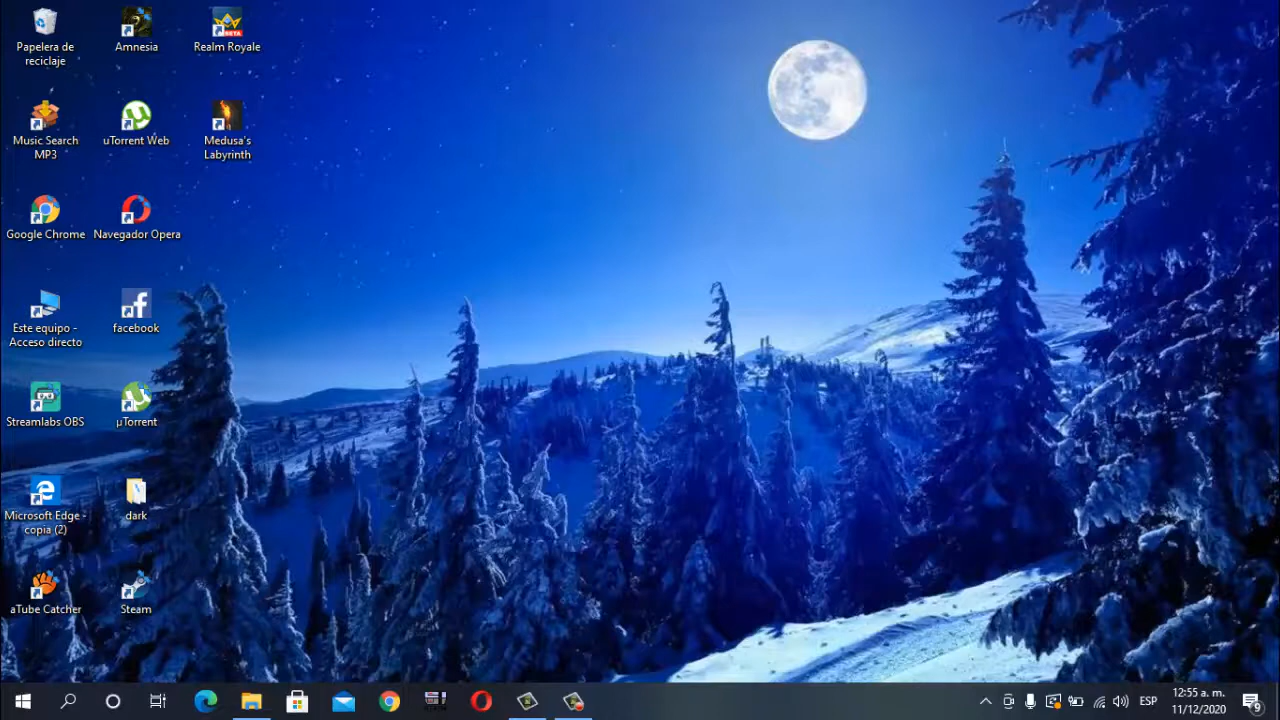 Papelera de
reciclaje
Amnesia
BETA
Realm Royale
Music Search
MP3
uTorrent Web
Medusa's
Labyrinth
Google Chrome
Navegador Opera
Este equipo -
Acceso directo
facebook
Streamlabs OBS
µTorrent
Microsoft Edge -
copia (2)
dark
aTube Catcher
Steam
ESP
12:55 a. m.
11/12/2020
9